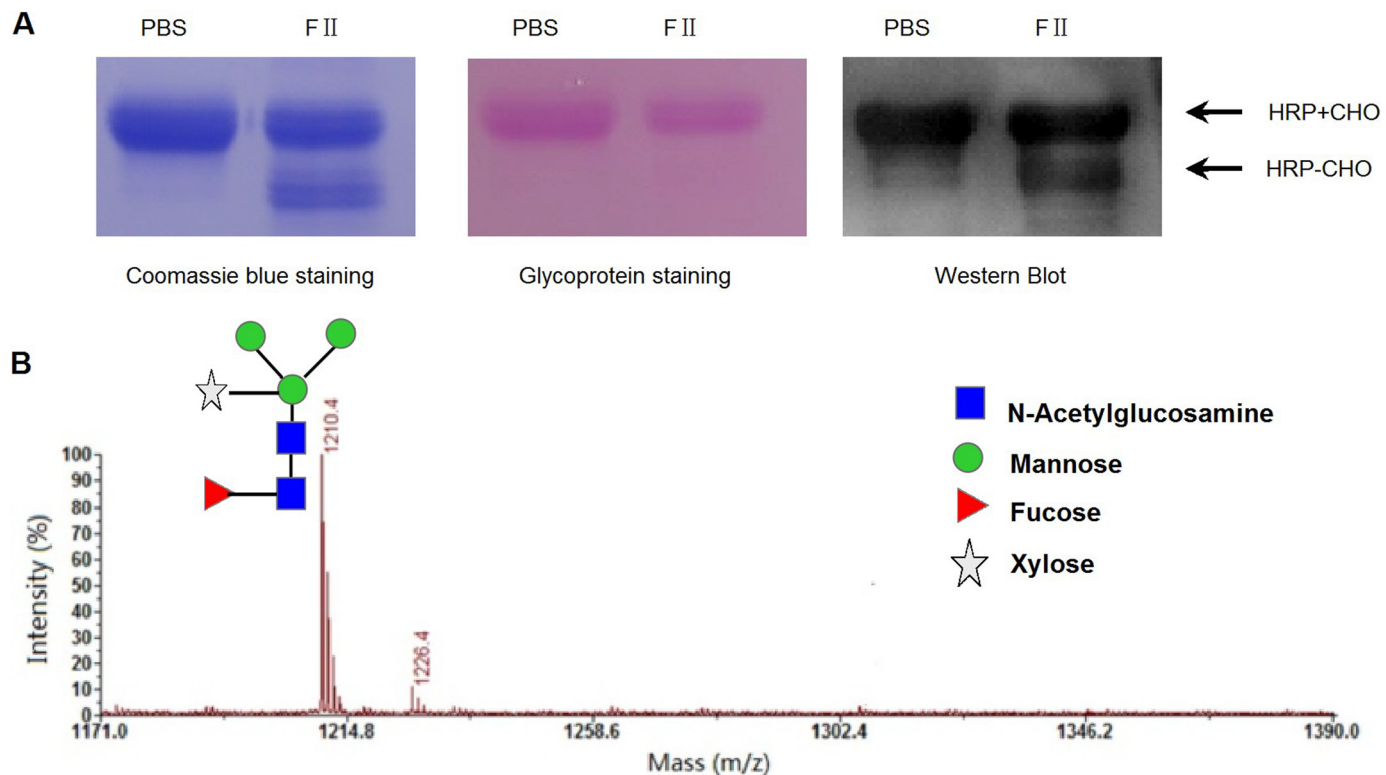 A
PBS FⅡ PBS FⅡ PBS FⅡ
HRP+CHO
HRP-CHO
Coomassie blue staining Glycoprotein staining Western Blot
B
N-Acetylglucosamine
Mannose
Fucose
Xylose
1210.4
1226.4
Intensity (%)
100
90
80
70
60
50
40
30
20
10
0
1171.0 1214.8 1258.6 1302.4 1346.2 1390.0
Mass (m/z)